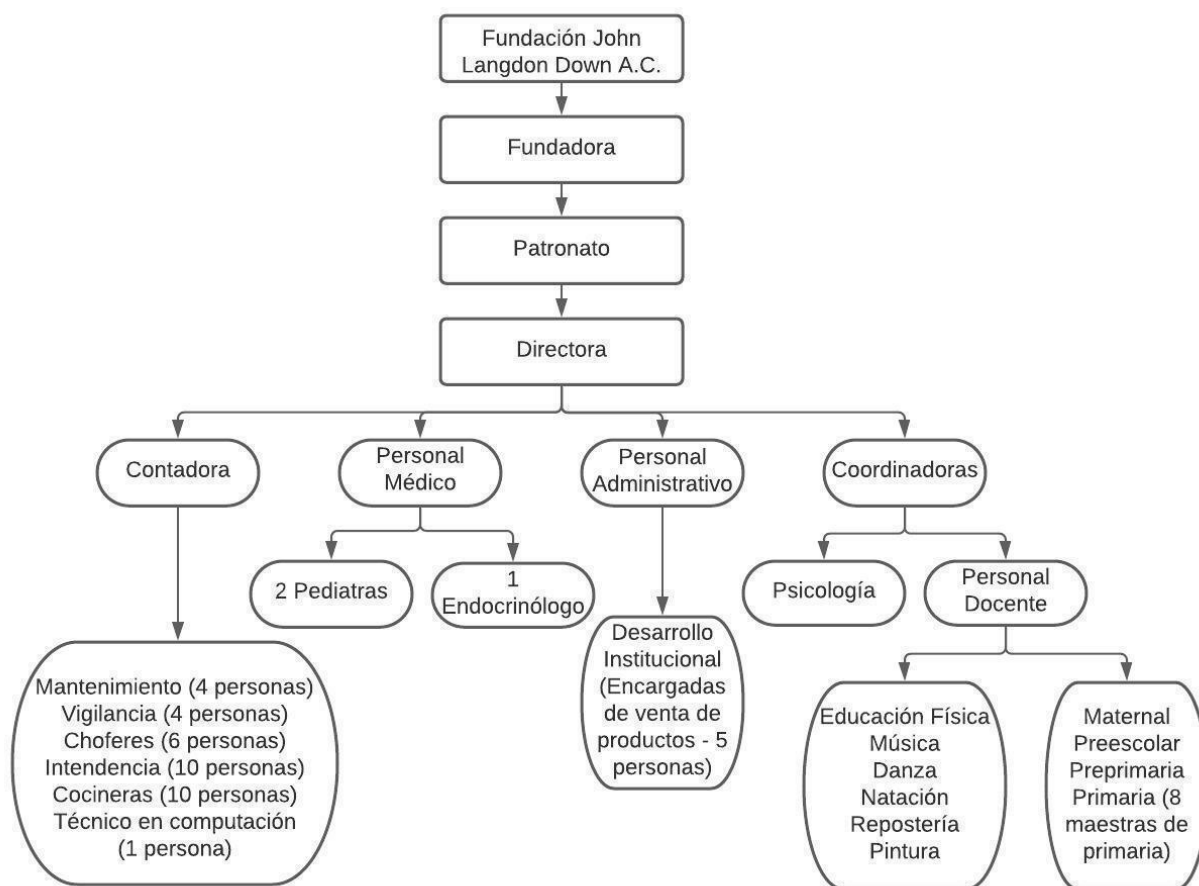 Fundación John
Langdon Down A.C.
Fundadora
Patronato
Directora
Contadora
Personal
Médico
Personal
Administrativo
Coordinadoras
2 Pediatras
1
Endocrinólogo
Psicología
Personal
Docente
Mantenimiento (4 personas)
Vigilancia (4 personas)
Choferes (6 personas)
Intendencia (10 personas)
Cocineras (10 personas)
Técnico en computación
(1 persona)
Desarrollo
Institucional
(Encargadas
de venta de
productos - 5
personas)
Educación Física
Música
Danza
Natación
Repostería
Pintura
Maternal
Preescolar
Preprimaria
Primaria (8
maestras de
primaria)